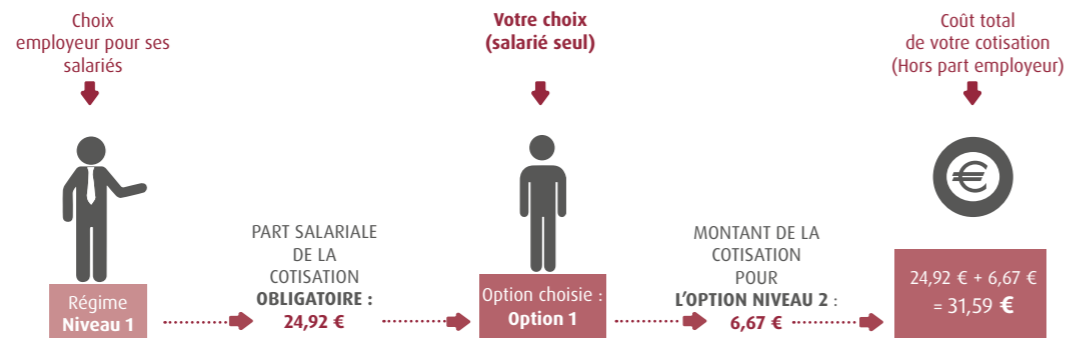 Choix
employeur pour ses
salariés
Votre choix
(salarié seul)
Coût total
de votre cotisation
(Hors part employeur)
Régime
Niveau 1
PART SALARIALE
DE LA
COTISATION
OBLIGATOIRE :
24,92 €
Option choisie :
Option 1
MONTANT DE LA
COTISATION
POUR
L'OPTION NIVEAU 2 :
6,67 €
€
24,92 € + 6,67 €
= 31,59 €